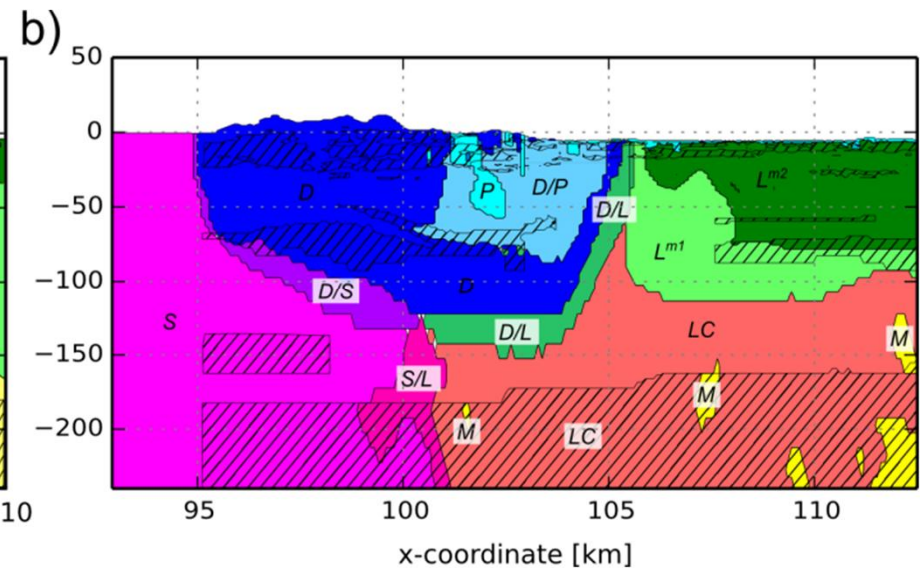 b)
50
0
−50
−100
−150
−200
D
P
D/P
D/L
L^m2
L^m1
D
D/S
S
D/L
LC
M
S/L
M
M
LC
10
95
100
105
110
x-coordinate [km]